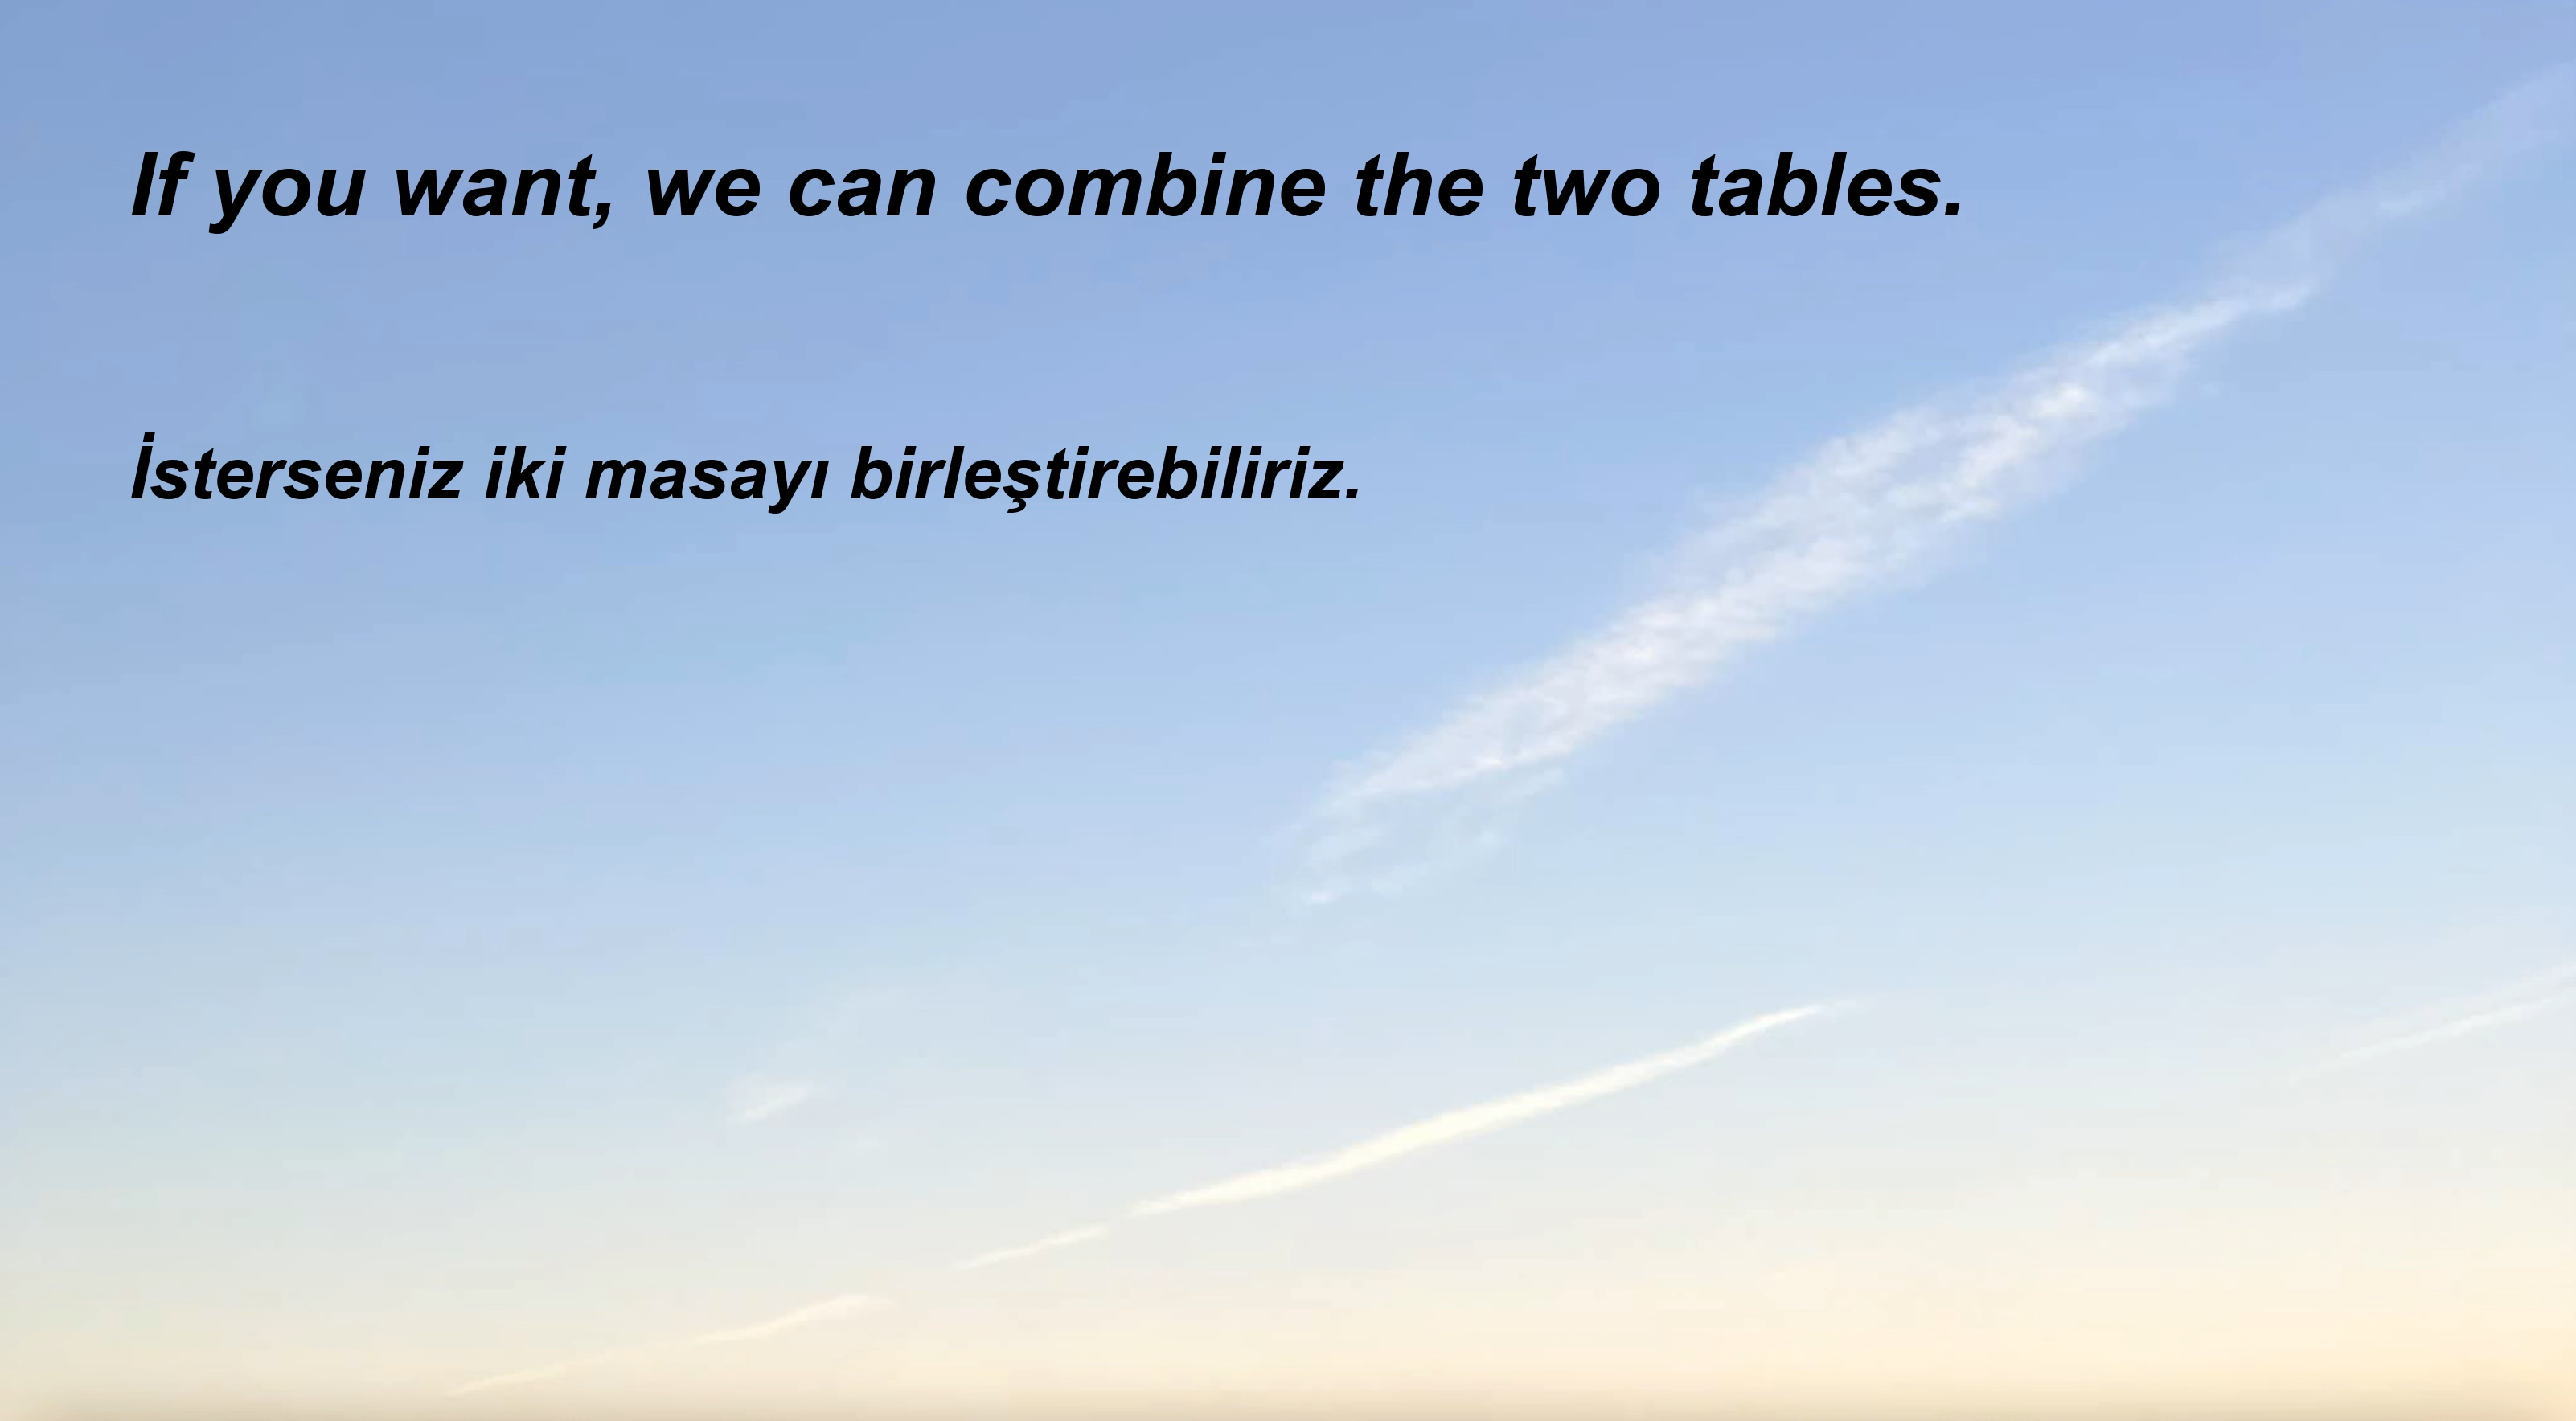 If you want, we can combine the two tables.
İsterseniz iki masayı birleştirebiliriz.